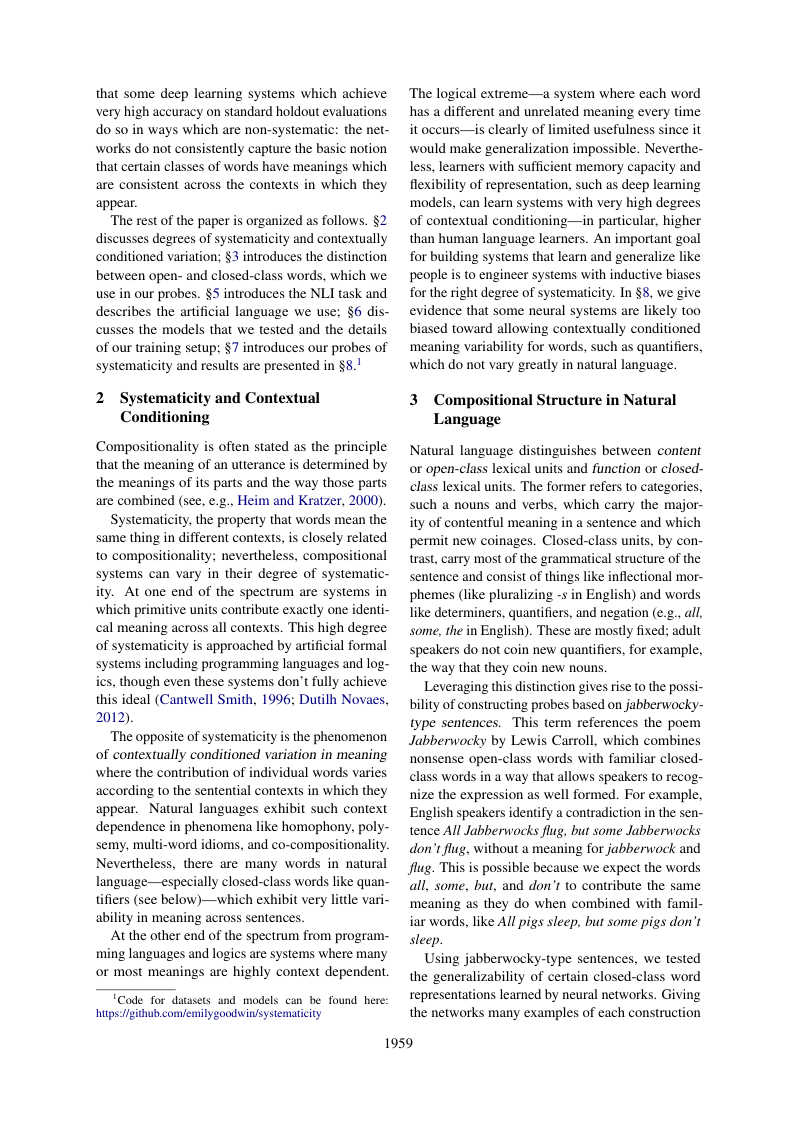 that some deep learning systems which achieve
very high accuracy on standard holdout evaluations
do so in ways which are non-systematic: the net-
works do not consistently capture the basic notion
that certain classes of words have meanings which
are consistent across the contexts in which they
appear.
The rest of the paper is organized as follows. §2
discusses degrees of systematicity and contextually
conditioned variation; §3 introduces the distinction
between open- and closed-class words, which we
use in our probes. §5 introduces the NLI task and
describes the artificial language we use; §6 dis-
cusses the models that we tested and the details
of our training setup; §7 introduces our probes of
systematicity and results are presented in §8.1
2 Systematicity and Contextual
Conditioning
Compositionality is often stated as the principle
that the meaning of an utterance is determined by
the meanings of its parts and the way those parts
are combined (see, e.g., Heim and Kratzer, 2000).
Systematicity, the property that words mean the
same thing in different contexts, is closely related
to compositionality; nevertheless, compositional
systems can vary in their degree of systematic-
ity. At one end of the spectrum are systems in
which primitive units contribute exactly one identi-
cal meaning across all contexts. This high degree
of systematicity is approached by artificial formal
systems including programming languages and log-
ics, though even these systems don't fully achieve
this ideal (Cantwell Smith, 1996; Dutilh Novaes,
2012).
The opposite of systematicity is the phenomenon
of contextually conditioned variation in meaning
where the contribution of individual words varies
according to the sentential contexts in which they
appear. Natural languages exhibit such context
dependence in phenomena like homophony, poly-
semy, multi-word idioms, and co-compositionality.
Nevertheless, there are many words in natural
language—especially closed-class words like quan-
tifiers (see below)—which exhibit very little vari-
ability in meaning across sentences.
At the other end of the spectrum from program-
ming languages and logics are systems where many
or most meanings are highly context dependent.
1Code for datasets and models can be found here:
https://github.com/emilygoodwin/systematicity
The logical extreme—a system where each word
has a different and unrelated meaning every time
it occurs—is clearly of limited usefulness since it
would make generalization impossible. Neverthe-
less, learners with sufficient memory capacity and
flexibility of representation, such as deep learning
models, can learn systems with very high degrees
of contextual conditioning—in particular, higher
than human language learners. An important goal
for building systems that learn and generalize like
people is to engineer systems with inductive biases
for the right degree of systematicity. In §8, we give
evidence that some neural systems are likely too
biased toward allowing contextually conditioned
meaning variability for words, such as quantifiers,
which do not vary greatly in natural language.
3 Compositional Structure in Natural
Language
Natural language distinguishes between content
or open-class lexical units and function or closed-
class lexical units. The former refers to categories,
such a nouns and verbs, which carry the major-
ity of contentful meaning in a sentence and which
permit new coinages. Closed-class units, by con-
trast, carry most of the grammatical structure of the
sentence and consist of things like inflectional mor-
phemes (like pluralizing -s in English) and words
like determiners, quantifiers, and negation (e.g., all,
some, the in English). These are mostly fixed; adult
speakers do not coin new quantifiers, for example,
the way that they coin new nouns.
Leveraging this distinction gives rise to the possi-
bility of constructing probes based on jabberwocky-
type sentences. This term references the poem
Jabberwocky by Lewis Carroll, which combines
nonsense open-class words with familiar closed-
class words in a way that allows speakers to recog-
nize the expression as well formed. For example,
English speakers identify a contradiction in the sen-
tence All Jabberwocks flug, but some Jabberwocks
don't flug, without a meaning for jabberwock and
flug. This is possible because we expect the words
all, some, but, and don't to contribute the same
meaning as they do when combined with famil-
iar words, like All pigs sleep, but some pigs don't
sleep.
Using jabberwocky-type sentences, we tested
the generalizability of certain closed-class word
representations learned by neural networks. Giving
the networks many examples of each construction
1959